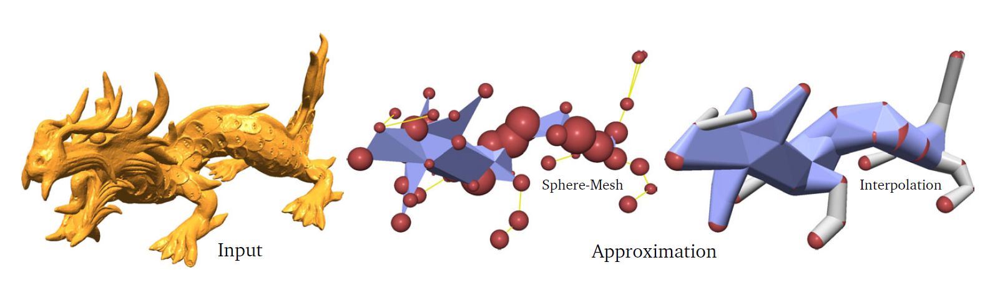 Input
Sphere-Mesh
Interpolation
Approximation